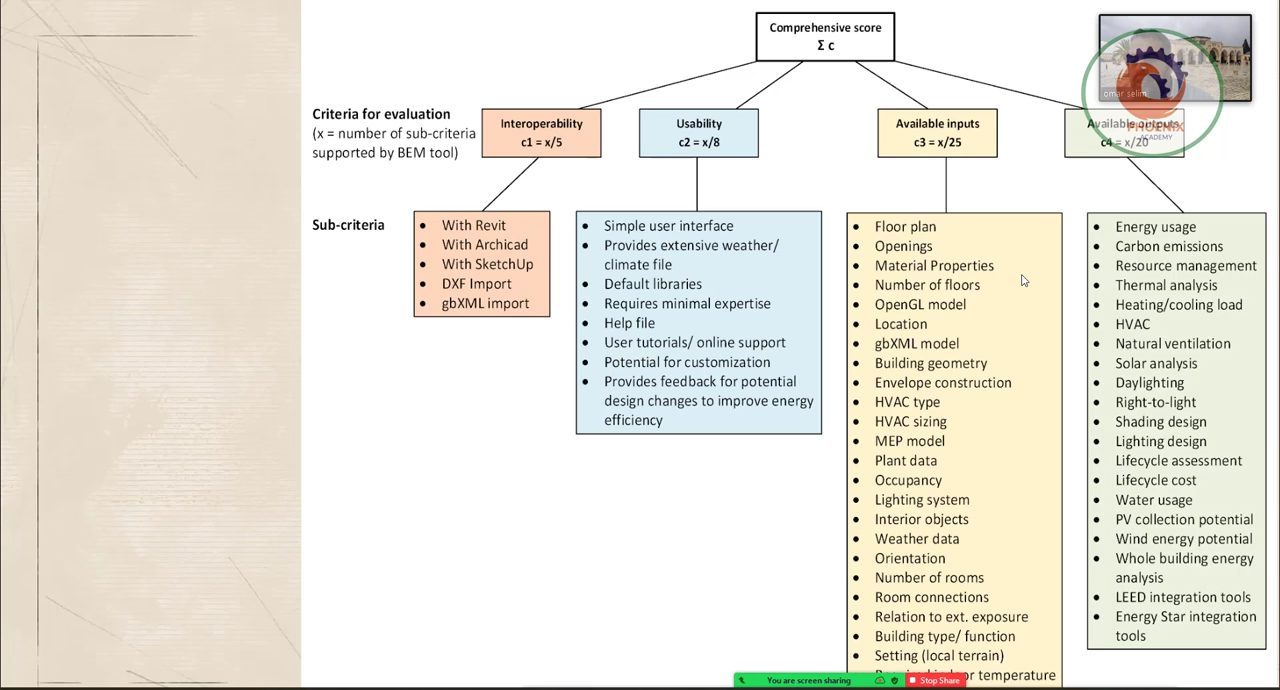 Comprehensive score
Σ c
omar selim
Criteria for evaluation
(x = number of sub-criteria
supported by BEM tool)
Interoperability
c1 = x/5
Usability
c2 = x/8
Available inputs
c3 = x/25
Available outputs
c4 = x/20
PHOENIX
ACADEMY
Sub-criteria
• With Revit
• With Archicad
• With SketchUp
• DXF Import
• gbXML import
• Simple user interface
• Provides extensive weather/
climate file
• Default libraries
• Requires minimal expertise
• Help file
• User tutorials/ online support
• Potential for customization
• Provides feedback for potential
design changes to improve energy
efficiency
• Floor plan
• Openings
• Material Properties
• Number of floors
• OpenGL model
• Location
• gbXML model
• Building geometry
• Envelope construction
• HVAC type
• HVAC sizing
• MEP model
• Plant data
• Occupancy
• Lighting system
• Interior objects
• Weather data
• Orientation
• Number of rooms
• Room connections
• Relation to ext. exposure
• Building type/ function
• Setting (local terrain)
temperature
• Energy usage
• Carbon emissions
• Resource management
• Thermal analysis
• Heating/cooling load
• HVAC
• Natural ventilation
• Solar analysis
• Daylighting
• Right-to-light
• Shading design
• Lighting design
• Lifecycle assessment
• Lifecycle cost
• Water usage
• PV collection potential
• Wind energy potential
• Whole building energy
analysis
• LEED integration tools
• Energy Star integration
tools
You are screen sharing
Stop Share